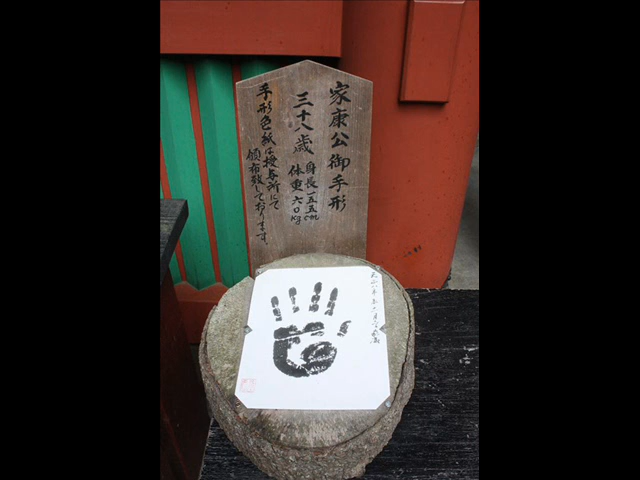 家康公御手形
三十八歳
身長一五五cm
体重六〇kg
手形色紙は授与所にて
頒布致しております。